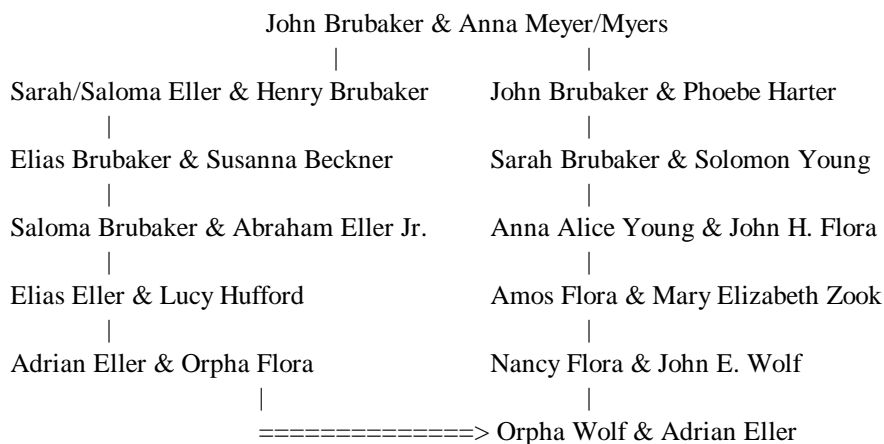 John Brubaker & Anna Meyer/Myers
Sarah/Saloma Eller & Henry Brubaker John Brubaker & Phoebe Harter
Elias Brubaker & Susanna Beckner Sarah Brubaker & Solomon Young
Saloma Brubaker & Abraham Eller Jr. Anna Alice Young & John H. Flora
Elias Eller & Lucy Hufford Amos Flora & Mary Elizabeth Zook
Adrian Eller & Orpha Flora Nancy Flora & John E. Wolf
==============> Orpha Wolf & Adrian Eller